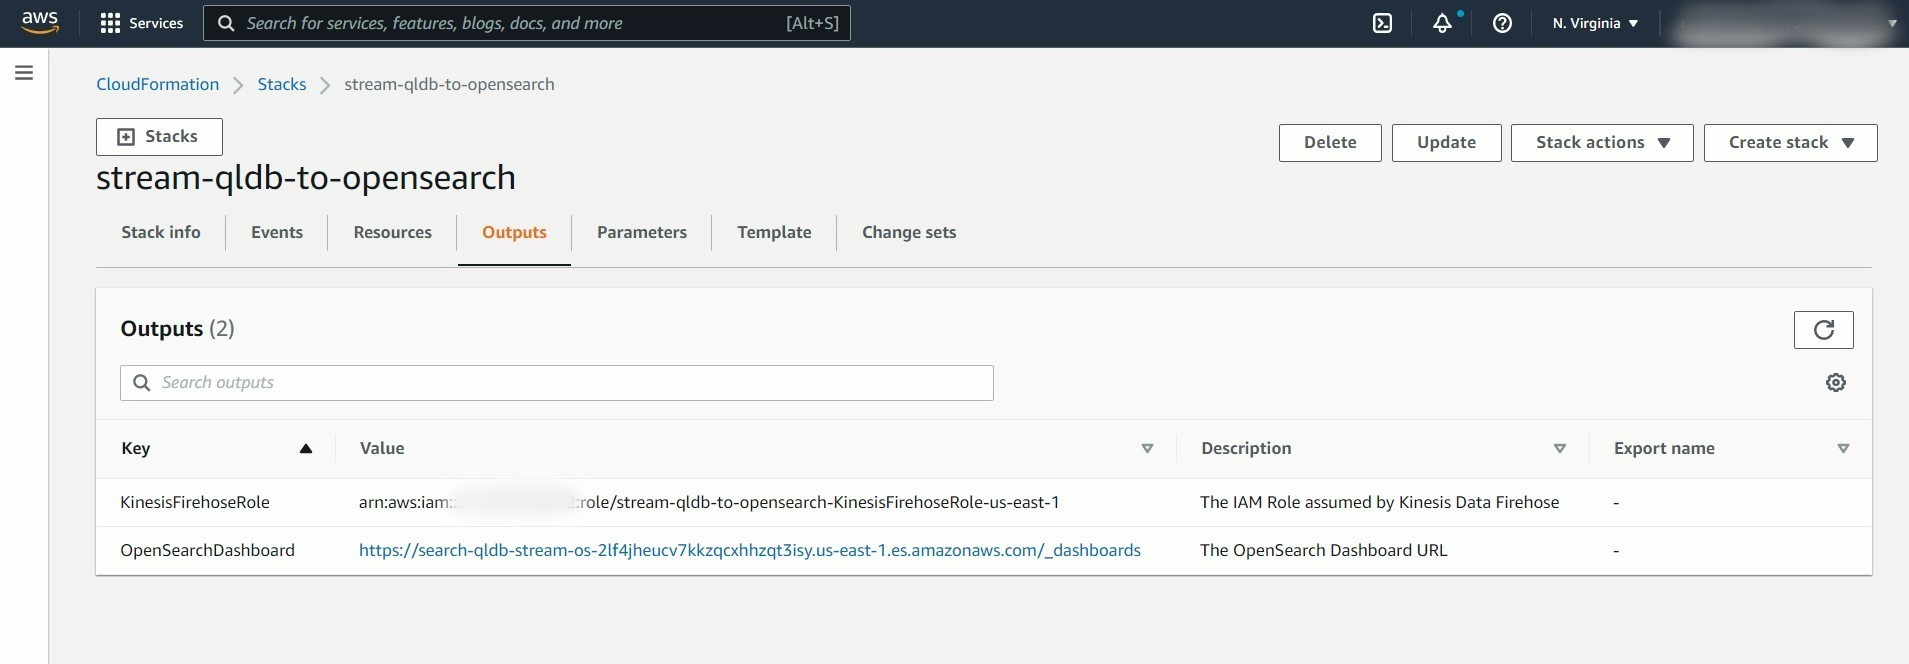 aws Services Search for services, features, blogs, docs, and more [Alt+S] N. Virginia
CloudFormation Stacks stream-qldb-to-opensearch
Stacks
Delete Update Stack actions Create stack
stream-qldb-to-opensearch
Stack info Events Resources Outputs Parameters Template Change sets
Outputs (2)
Search outputs
Key Value Description Export name
KinesisFirehoseRole arn:aws:iam: :role/stream-qldb-to-opensearch-KinesisFirehoseRole-us-east-1 The IAM Role assumed by Kinesis Data Firehose -
OpenSearchDashboard https://search-qldb-stream-os-2lf4jheucv7kkzqcxhhzqt3isy.us-east-1.es.amazonaws.com/_dashboards The OpenSearch Dashboard URL -